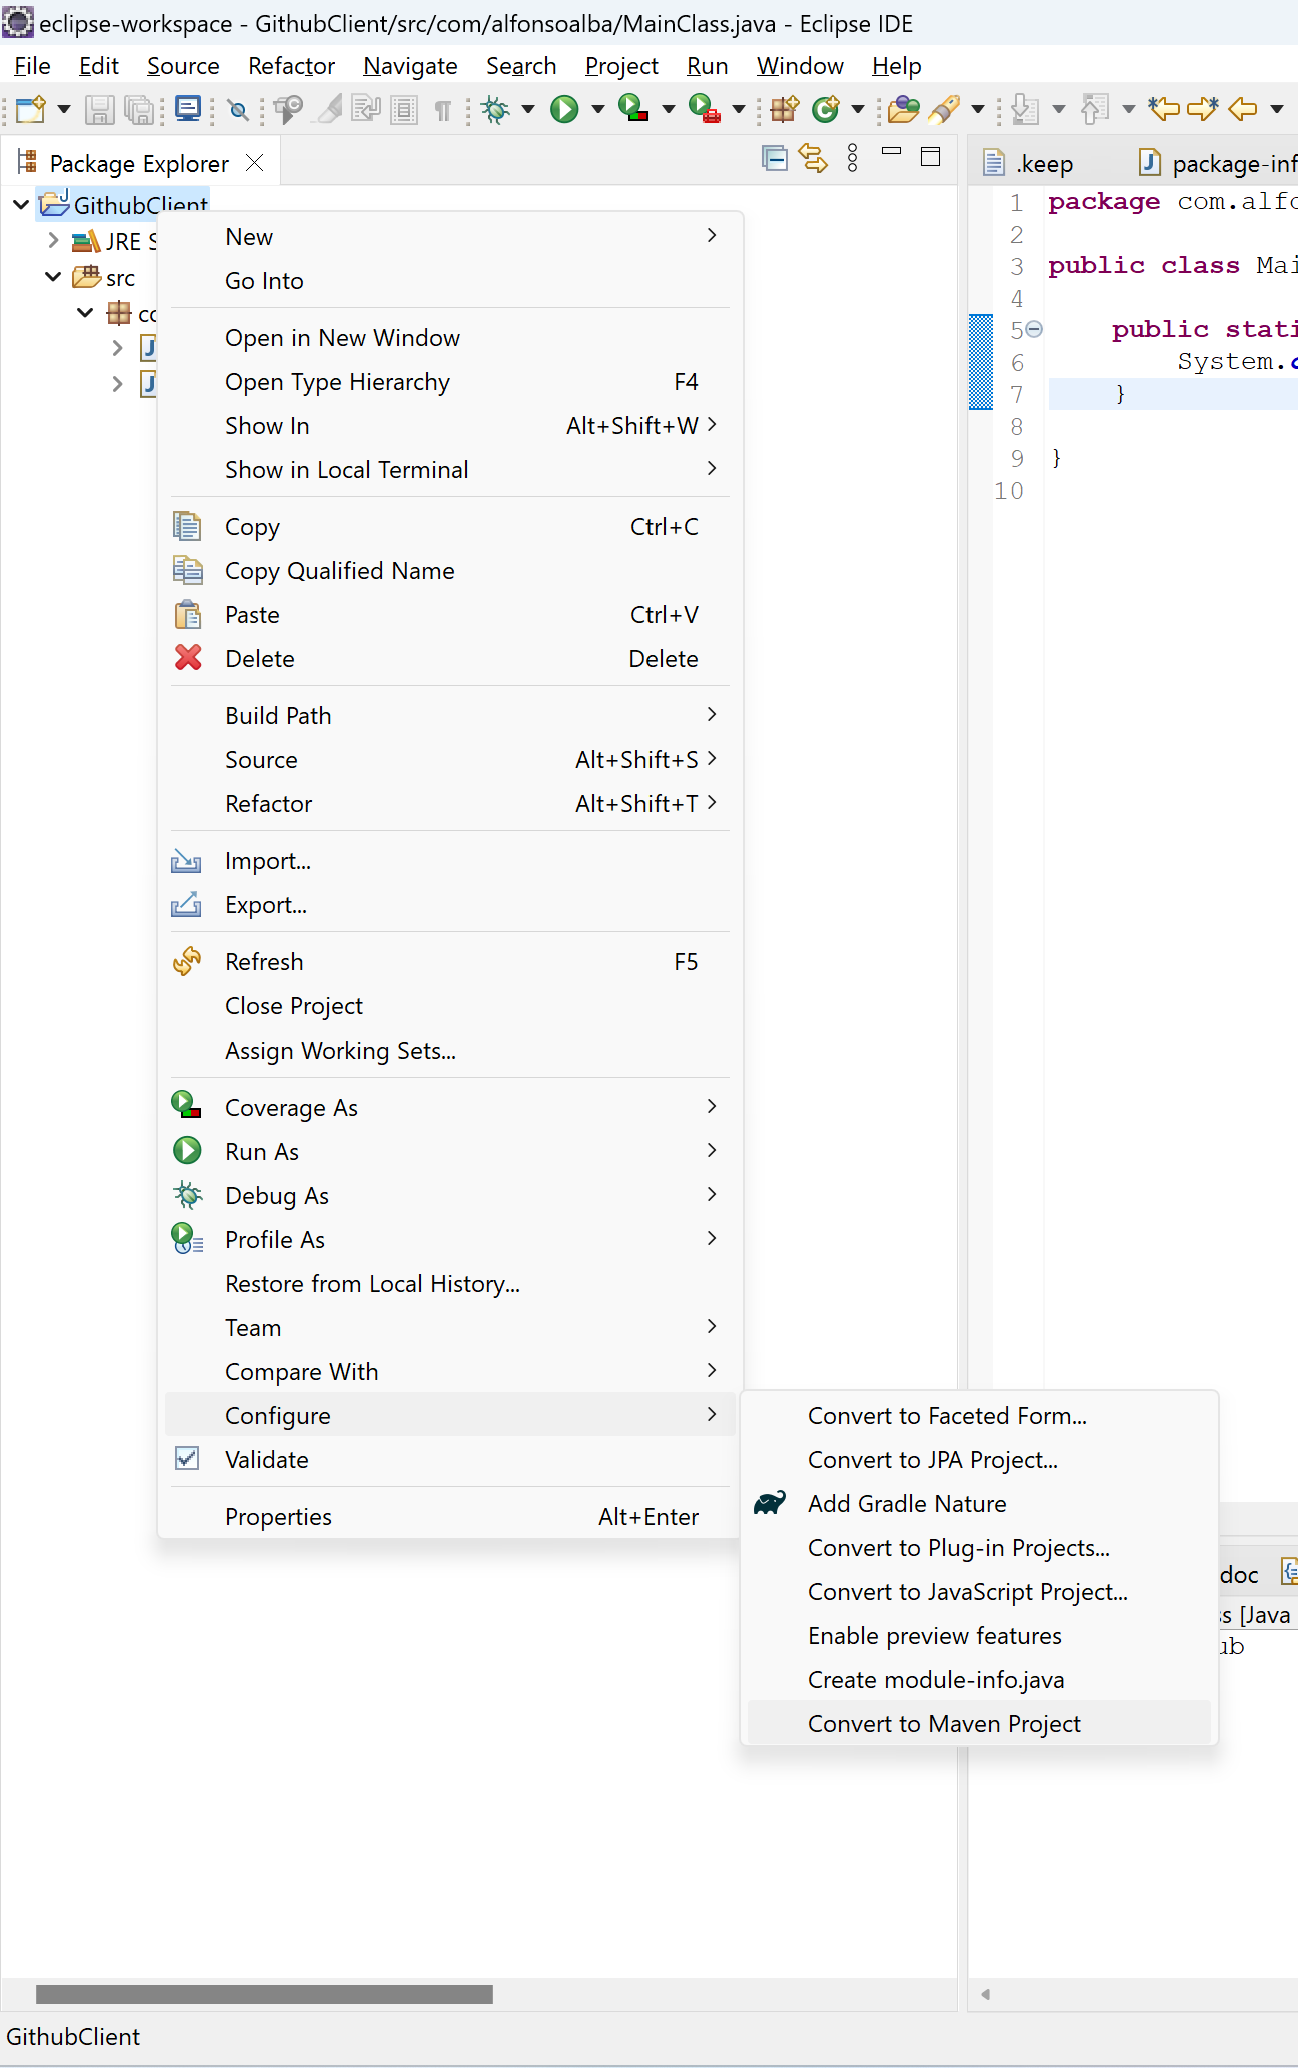 eclipse-workspace - GithubClient/src/com/alfonsoalba/MainClass.java - Eclipse IDE
File Edit Source Refactor Navigate Search Project Run Window Help
Package Explorer
.keep
GithubClient
JRE
src
New
Go Into
Open in New Window
Open Type Hierarchy F4
Show In Alt+Shift+W
Show in Local Terminal
Copy Ctrl+C
Copy Qualified Name
Paste Ctrl+V
Delete Delete
Build Path
Source Alt+Shift+S
Refactor Alt+Shift+T
Import...
Export...
Refresh F5
Close Project
Assign Working Sets...
Coverage As
Run As
Debug As
Profile As
Restore from Local History...
Team
Compare With
Configure
Validate
Properties Alt+Enter
Convert to Faceted Form...
Convert to JPA Project...
Add Gradle Nature
Convert to Plug-in Projects...
Convert to JavaScript Project...
Enable preview features
Create module-info.java
Convert to Maven Project
package-inf
1 package com.alfo
2
3 public class Mai
4
5 public stati
6 System.
7 }
8
9 }
10
doc
[Java
ub
GithubClient